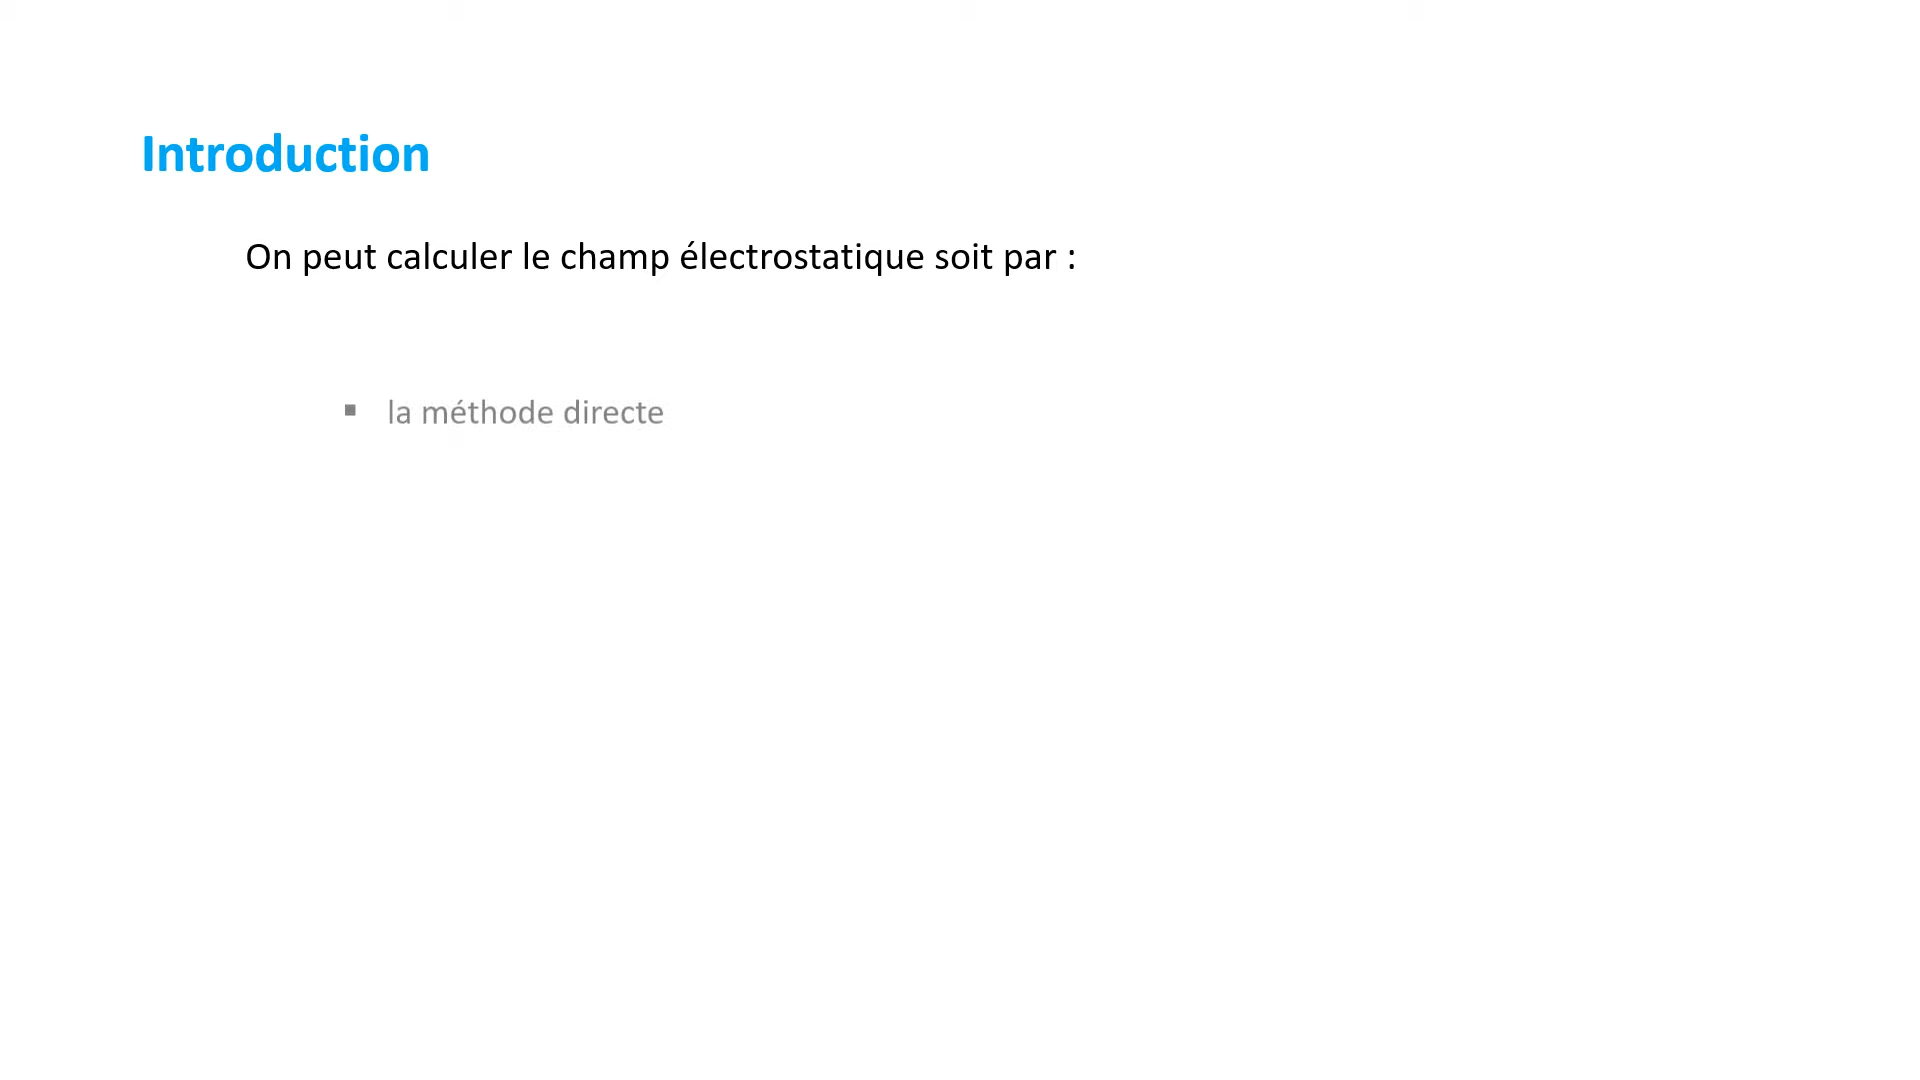 Introduction
On peut calculer le champ électrostatique soit par :
▪ la méthode directe